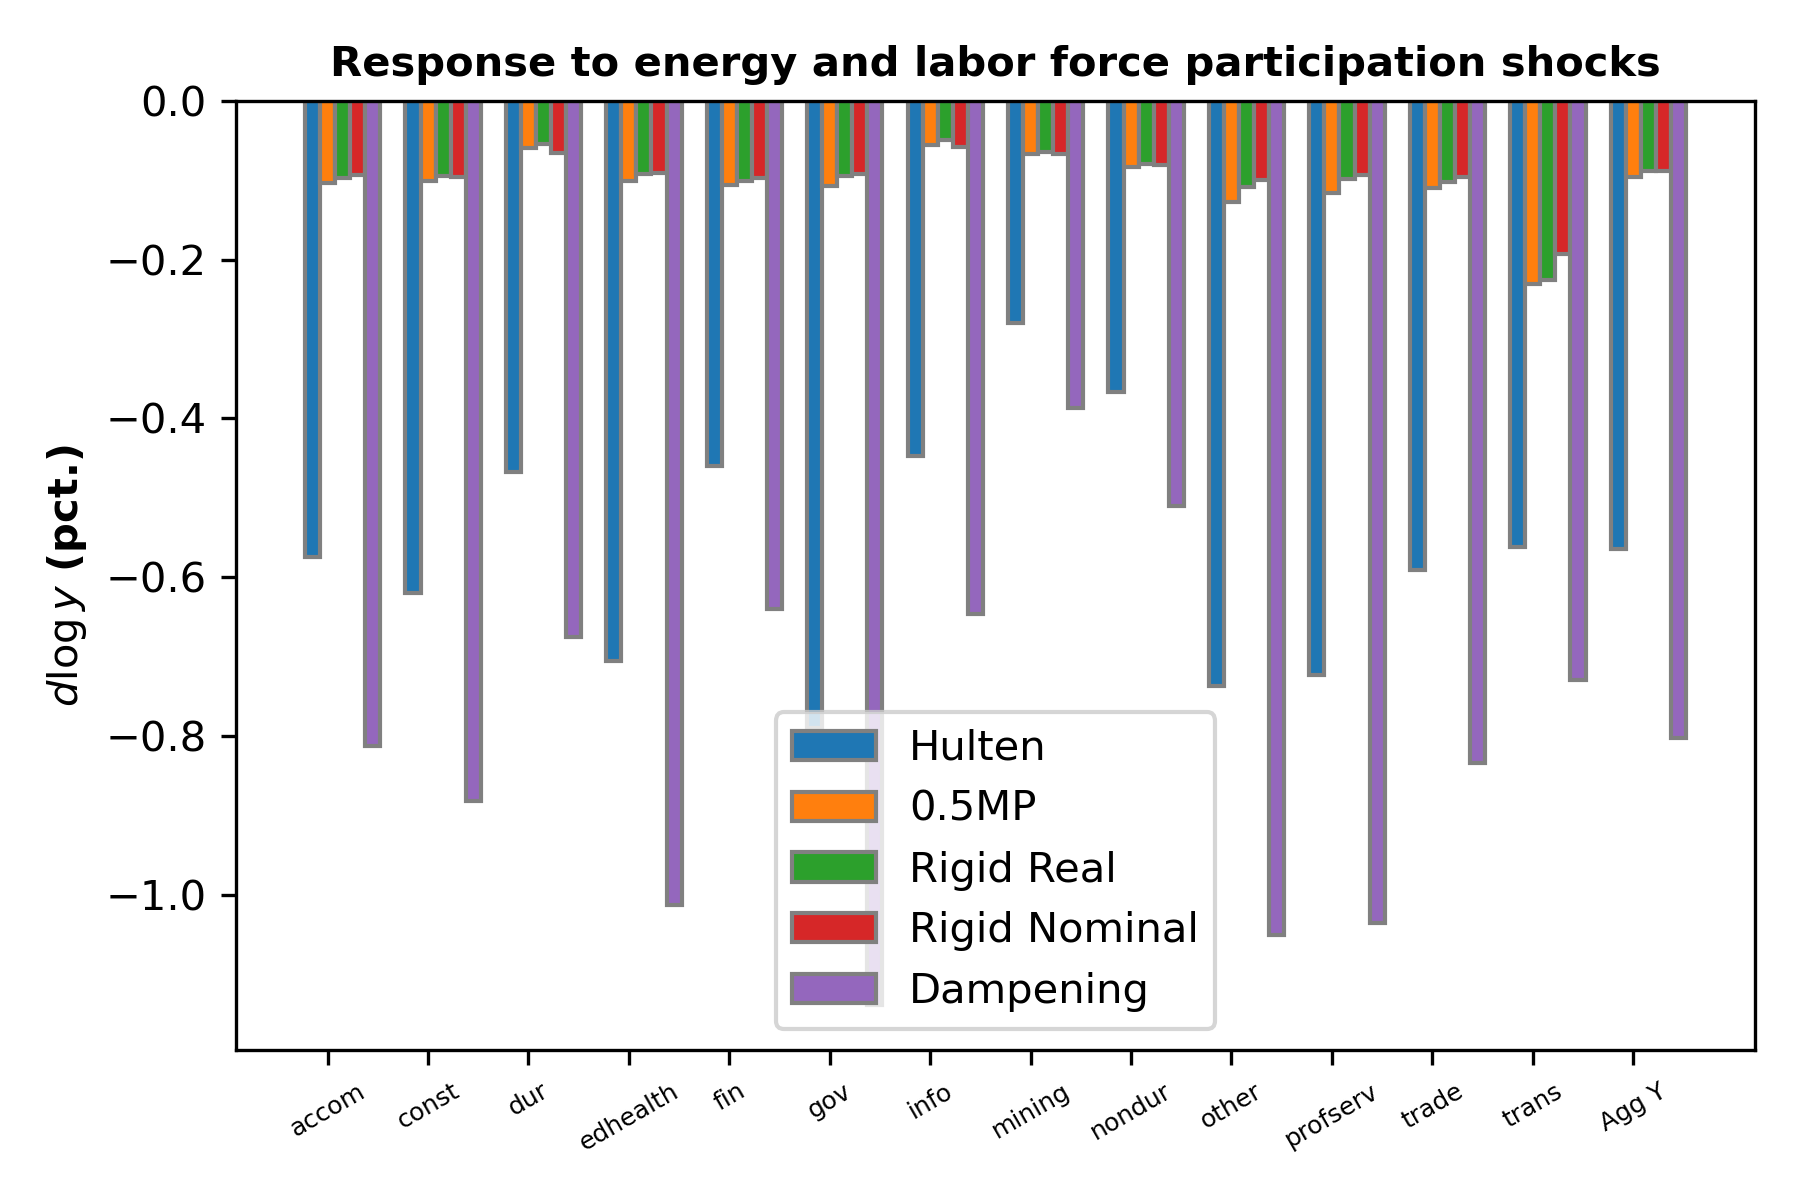 Response to energy and labor force participation shocks
0.0
−0.2
−0.4
−0.6
−0.8
−1.0
dlog y (pct.)
Hulten
0.5MP
Rigid Real
Rigid Nominal
Dampening
accom const dur edhealth fin gov info mining nondur other profserv trade trans Agg Y